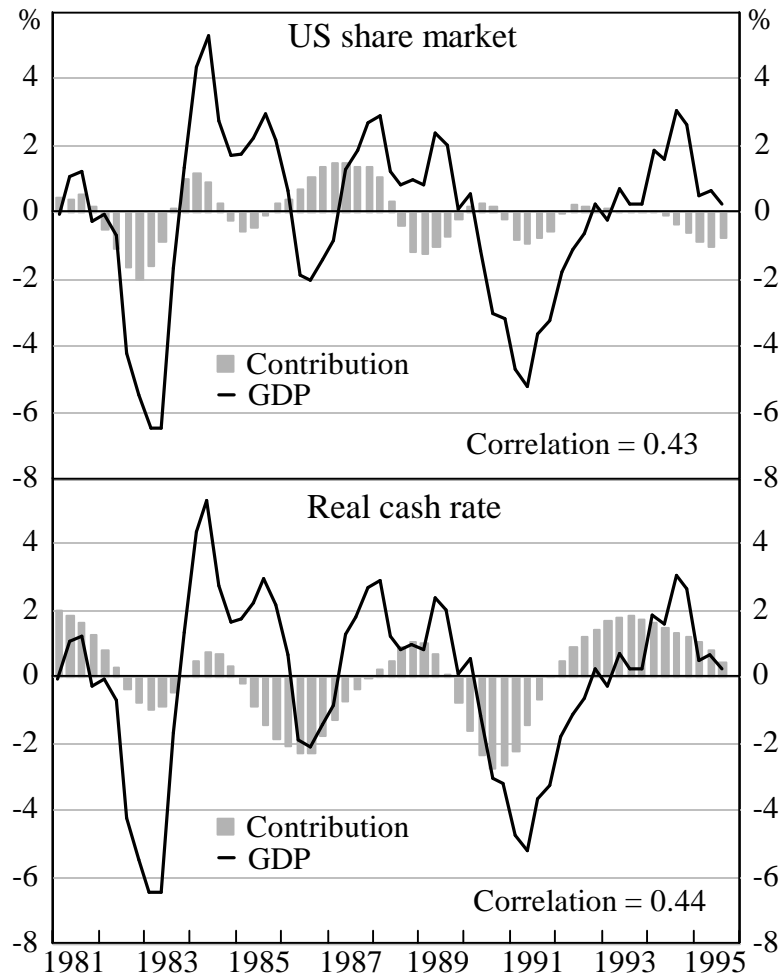 % %
US share market
4 4
2 2
0 0
-2 -2
-4 -4
Contribution
GDP
-6 -6
Correlation = 0.43
-8 -8
Real cash rate
4 4
2 2
0 0
-2 -2
-4 -4
Contribution
GDP
-6 -6
Correlation = 0.44
-8 -8
1981 1983 1985 1987 1989 1991 1993 1995